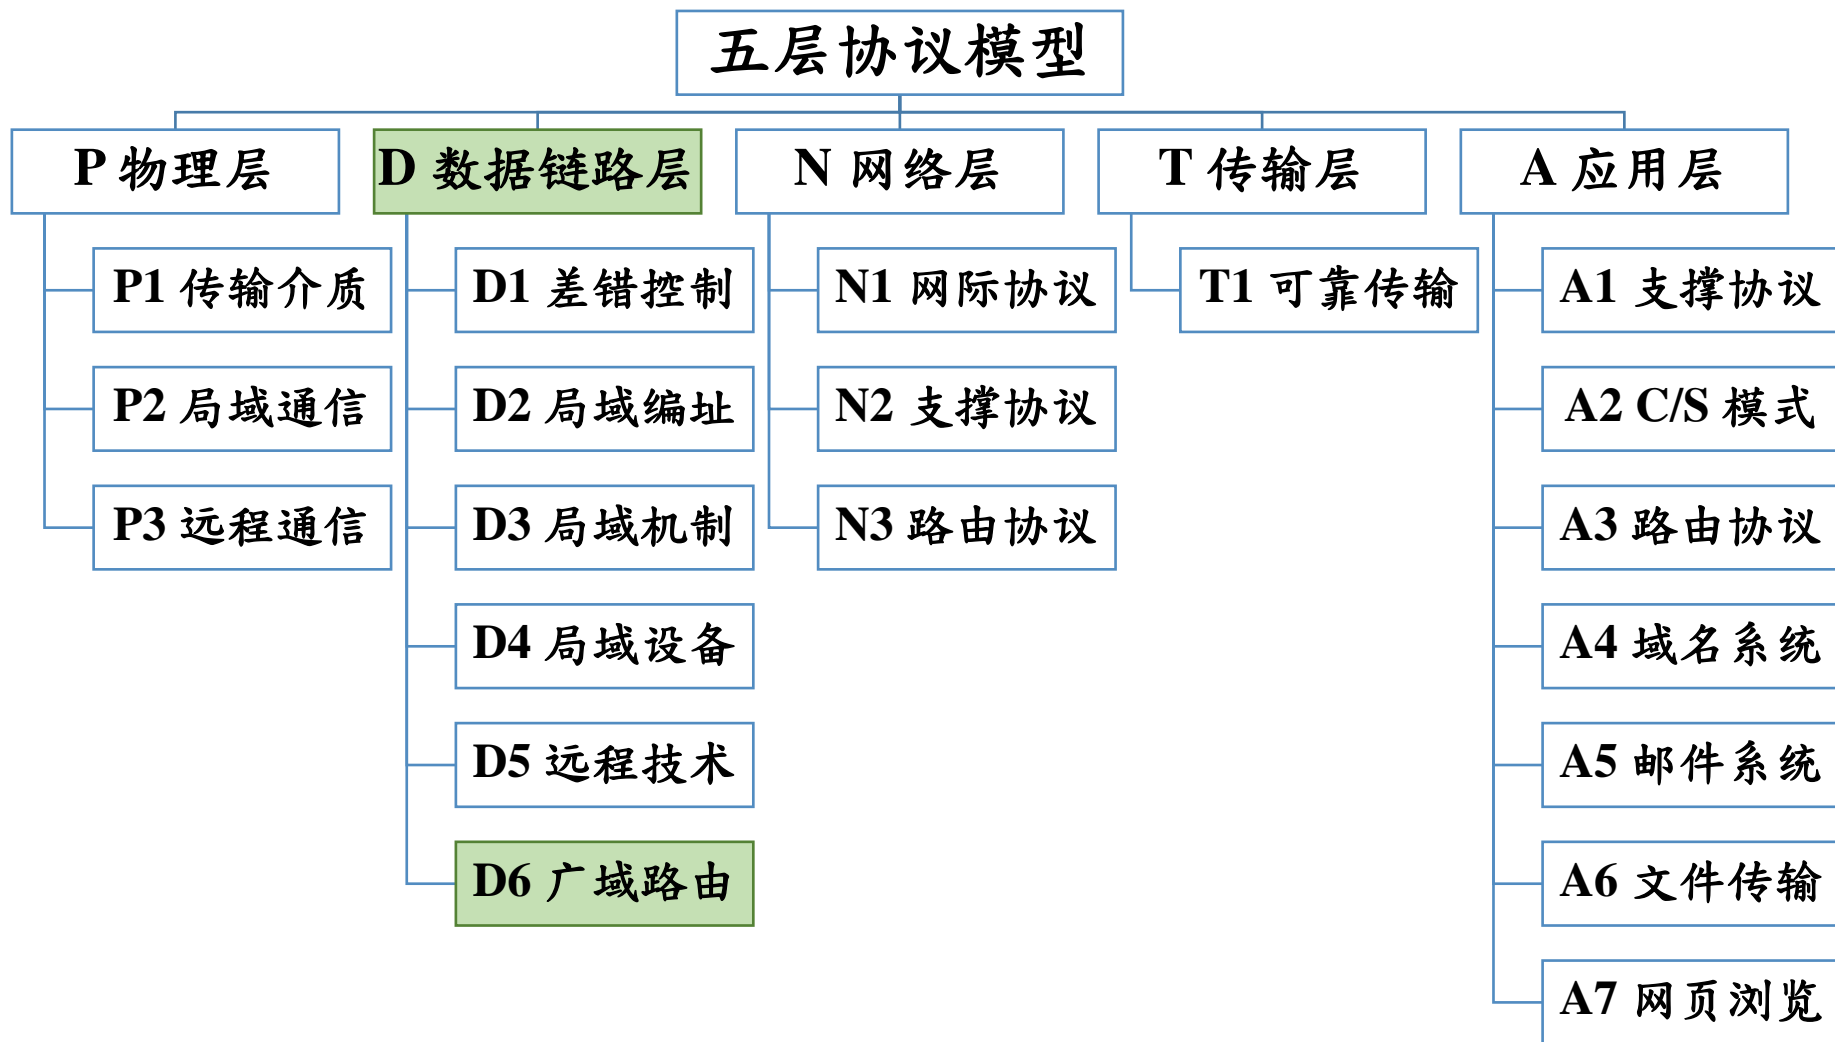 五层协议模型
P 物理层
P1 传输介质
P2 局域通信
P3 远程通信
D 数据链路层
D1 差错控制
D2 局域编址
D3 局域机制
D4 局域设备
D5 远程技术
D6 广域路由
N 网络层
N1 网际协议
N2 支撑协议
N3 路由协议
T 传输层
T1 可靠传输
A 应用层
A1 支撑协议
A2 C/S 模式
A3 路由协议
A4 域名系统
A5 邮件系统
A6 文件传输
A7 网页浏览